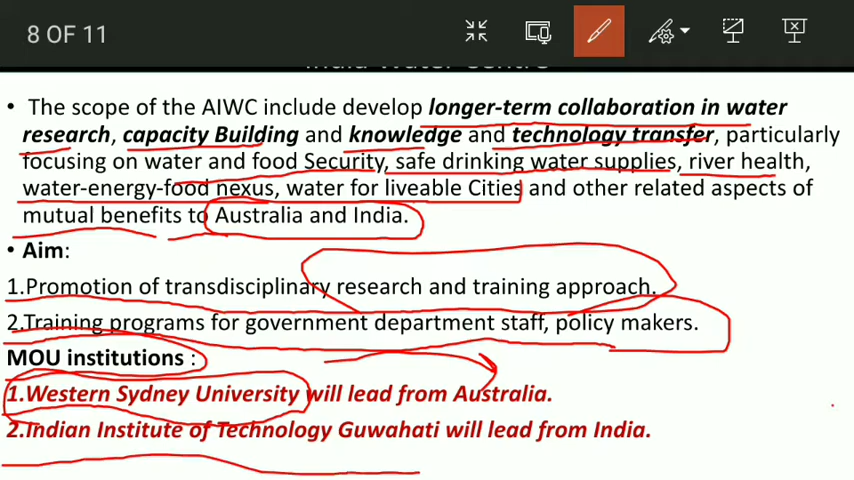 8 OF 11
India Water Centre
• The scope of the AIWC include develop longer-term collaboration in water
research, capacity Building and knowledge and technology transfer, particularly
focusing on water and food Security, safe drinking water supplies, river health,
water-energy-food nexus, water for liveable Cities and other related aspects of
mutual benefits to Australia and India.
• Aim:
1.Promotion of transdisciplinary research and training approach.
2.Training programs for government department staff, policy makers.
MOU institutions :
1.Western Sydney University will lead from Australia.
2.Indian Institute of Technology Guwahati will lead from India.